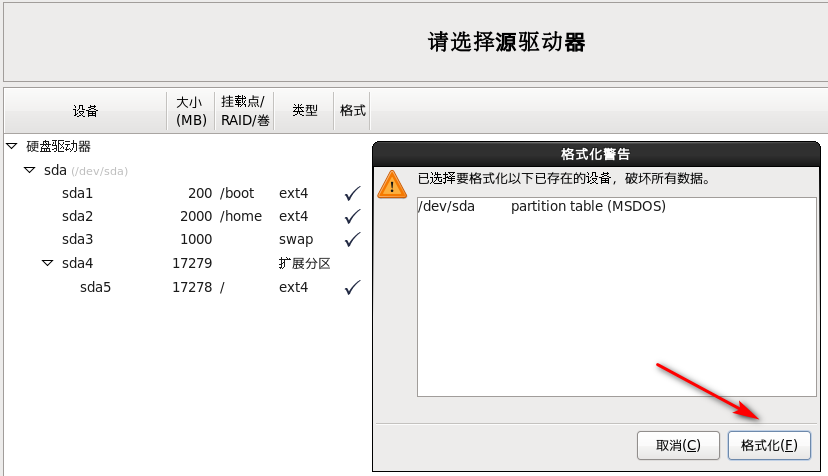 请选择源驱动器
设备 大小(MB) 挂载点/RAID/卷 类型 格式
硬盘驱动器
sda (/dev/sda)
sda1 200 /boot ext4 ✓
sda2 2000 /home ext4 ✓
sda3 1000 swap ✓
sda4 17279 扩展分区
sda5 17278 / ext4 ✓
格式化警告
已选择要格式化以下已存在的设备，破坏所有数据。
/dev/sda partition table (MSDOS)
取消(C) 格式化(F)